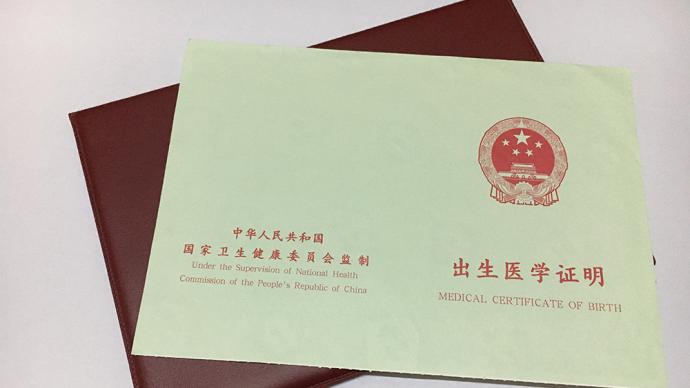 中华人民共和国
国家卫生健康委员会监制
Under the Supervision of National Health
Commission of the People's Republic of China
出生医学证明
MEDICAL CERTIFICATE OF BIRTH